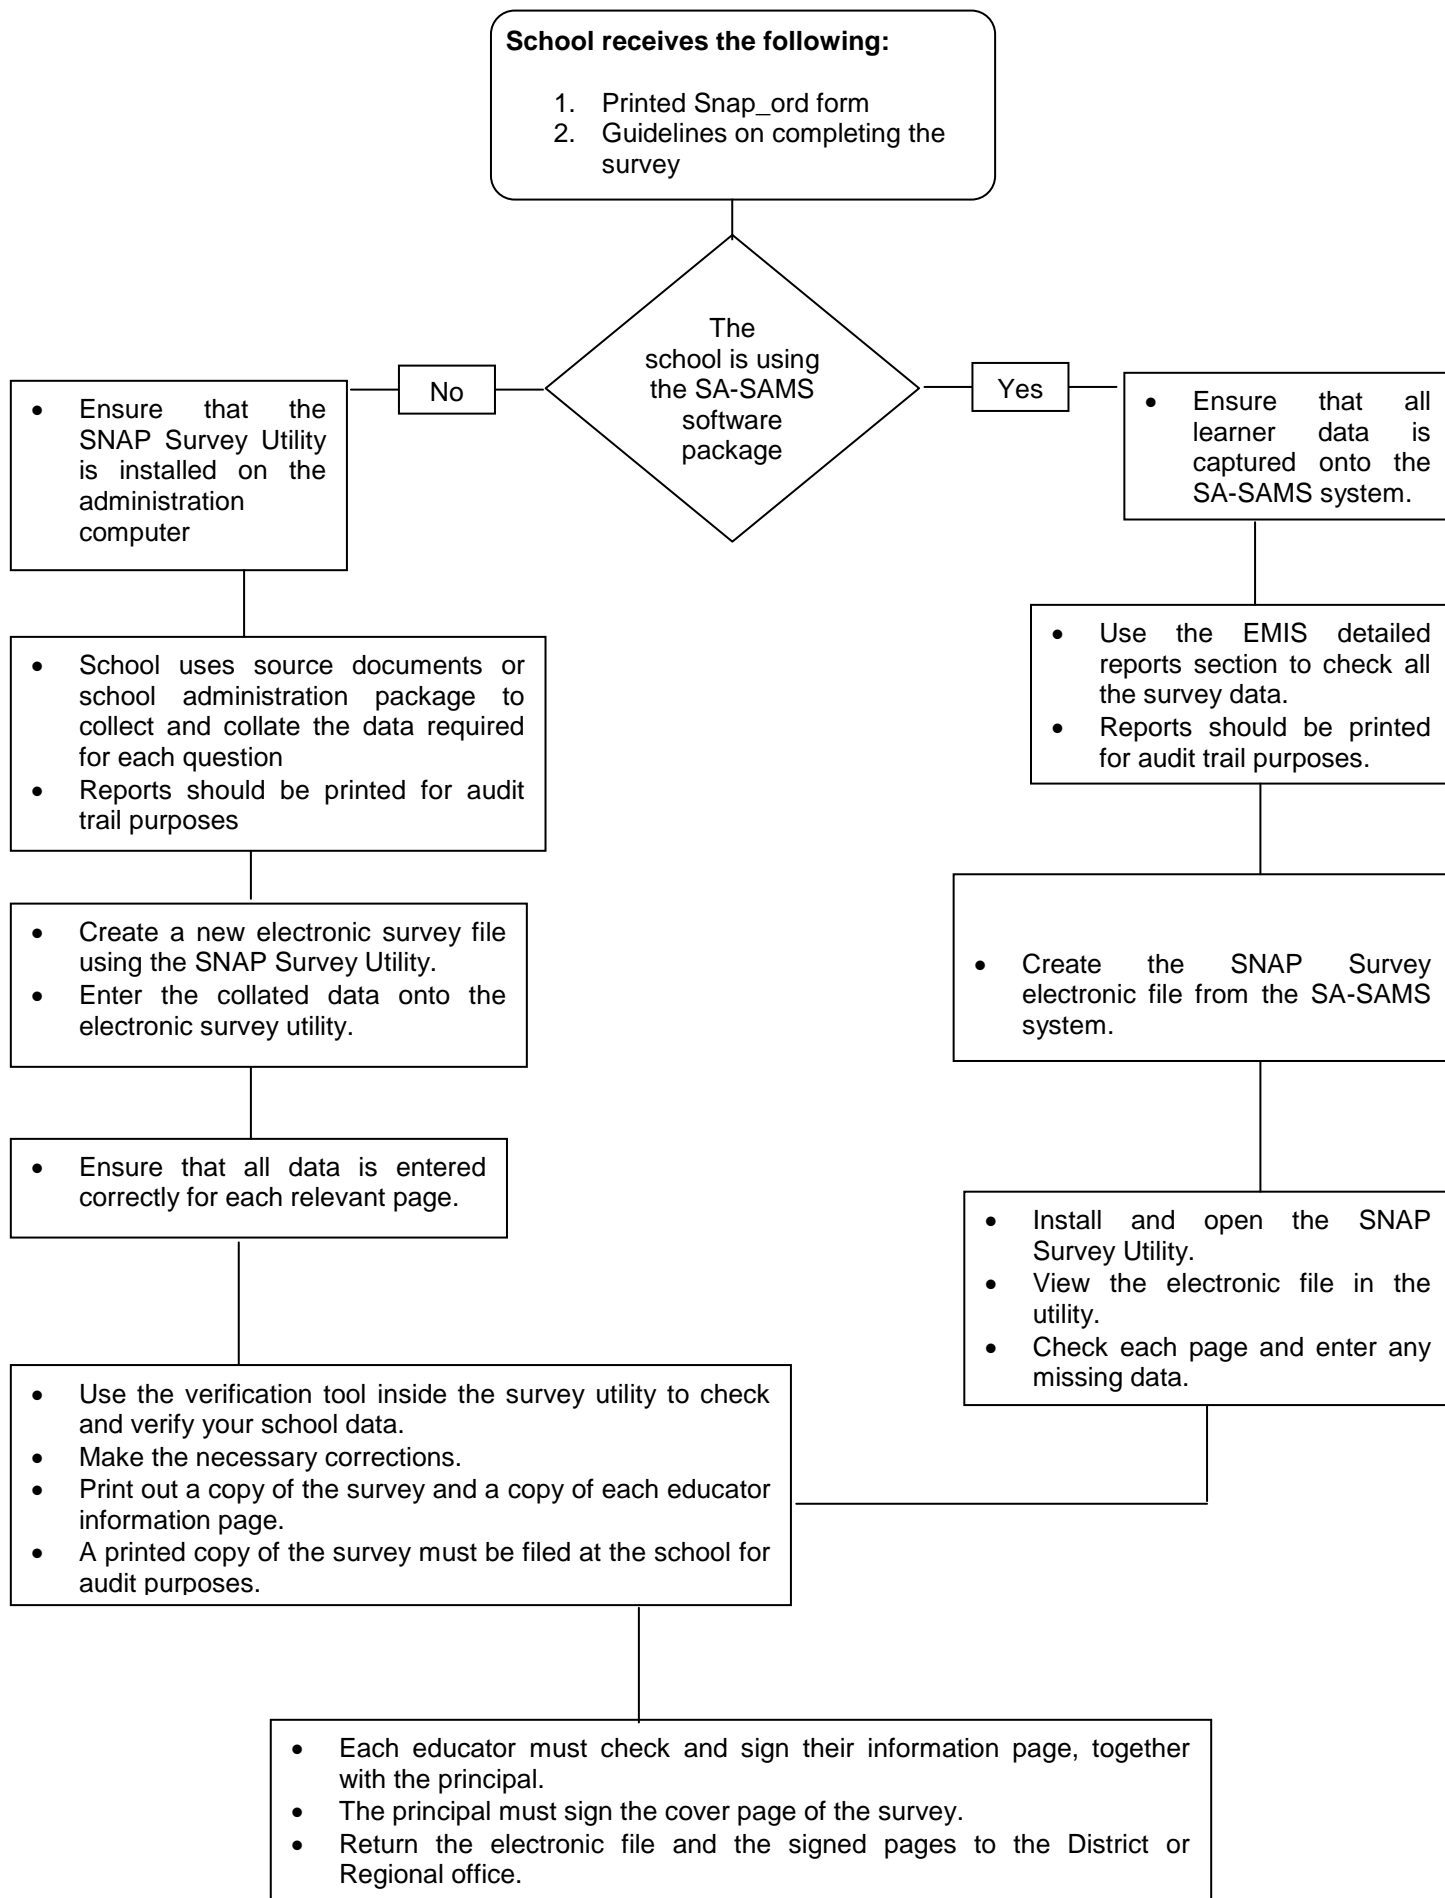 School receives the following:
1. Printed Snap_ord form
2. Guidelines on completing the
survey
The
school is using
the SA-SAMS
software
package
No
Yes
• Ensure that the
SNAP Survey Utility
is installed on the
administration
computer
• School uses source documents or
school administration package to
collect and collate the data required
for each question
• Reports should be printed for audit
trail purposes
• Create a new electronic survey file
using the SNAP Survey Utility.
• Enter the collated data onto the
electronic survey utility.
• Ensure that all data is entered
correctly for each relevant page.
• Ensure that all
learner data is
captured onto the
SA-SAMS system.
• Use the EMIS detailed
reports section to check all
the survey data.
• Reports should be printed
for audit trail purposes.
• Create the SNAP Survey
electronic file from the SA-SAMS
system.
• Install and open the SNAP
Survey Utility.
• View the electronic file in the
utility.
• Check each page and enter any
missing data.
• Use the verification tool inside the survey utility to check
and verify your school data.
• Make the necessary corrections.
• Print out a copy of the survey and a copy of each educator
information page.
• A printed copy of the survey must be filed at the school for
audit purposes.
• Each educator must check and sign their information page, together
with the principal.
• The principal must sign the cover page of the survey.
• Return the electronic file and the signed pages to the District or
Regional office.